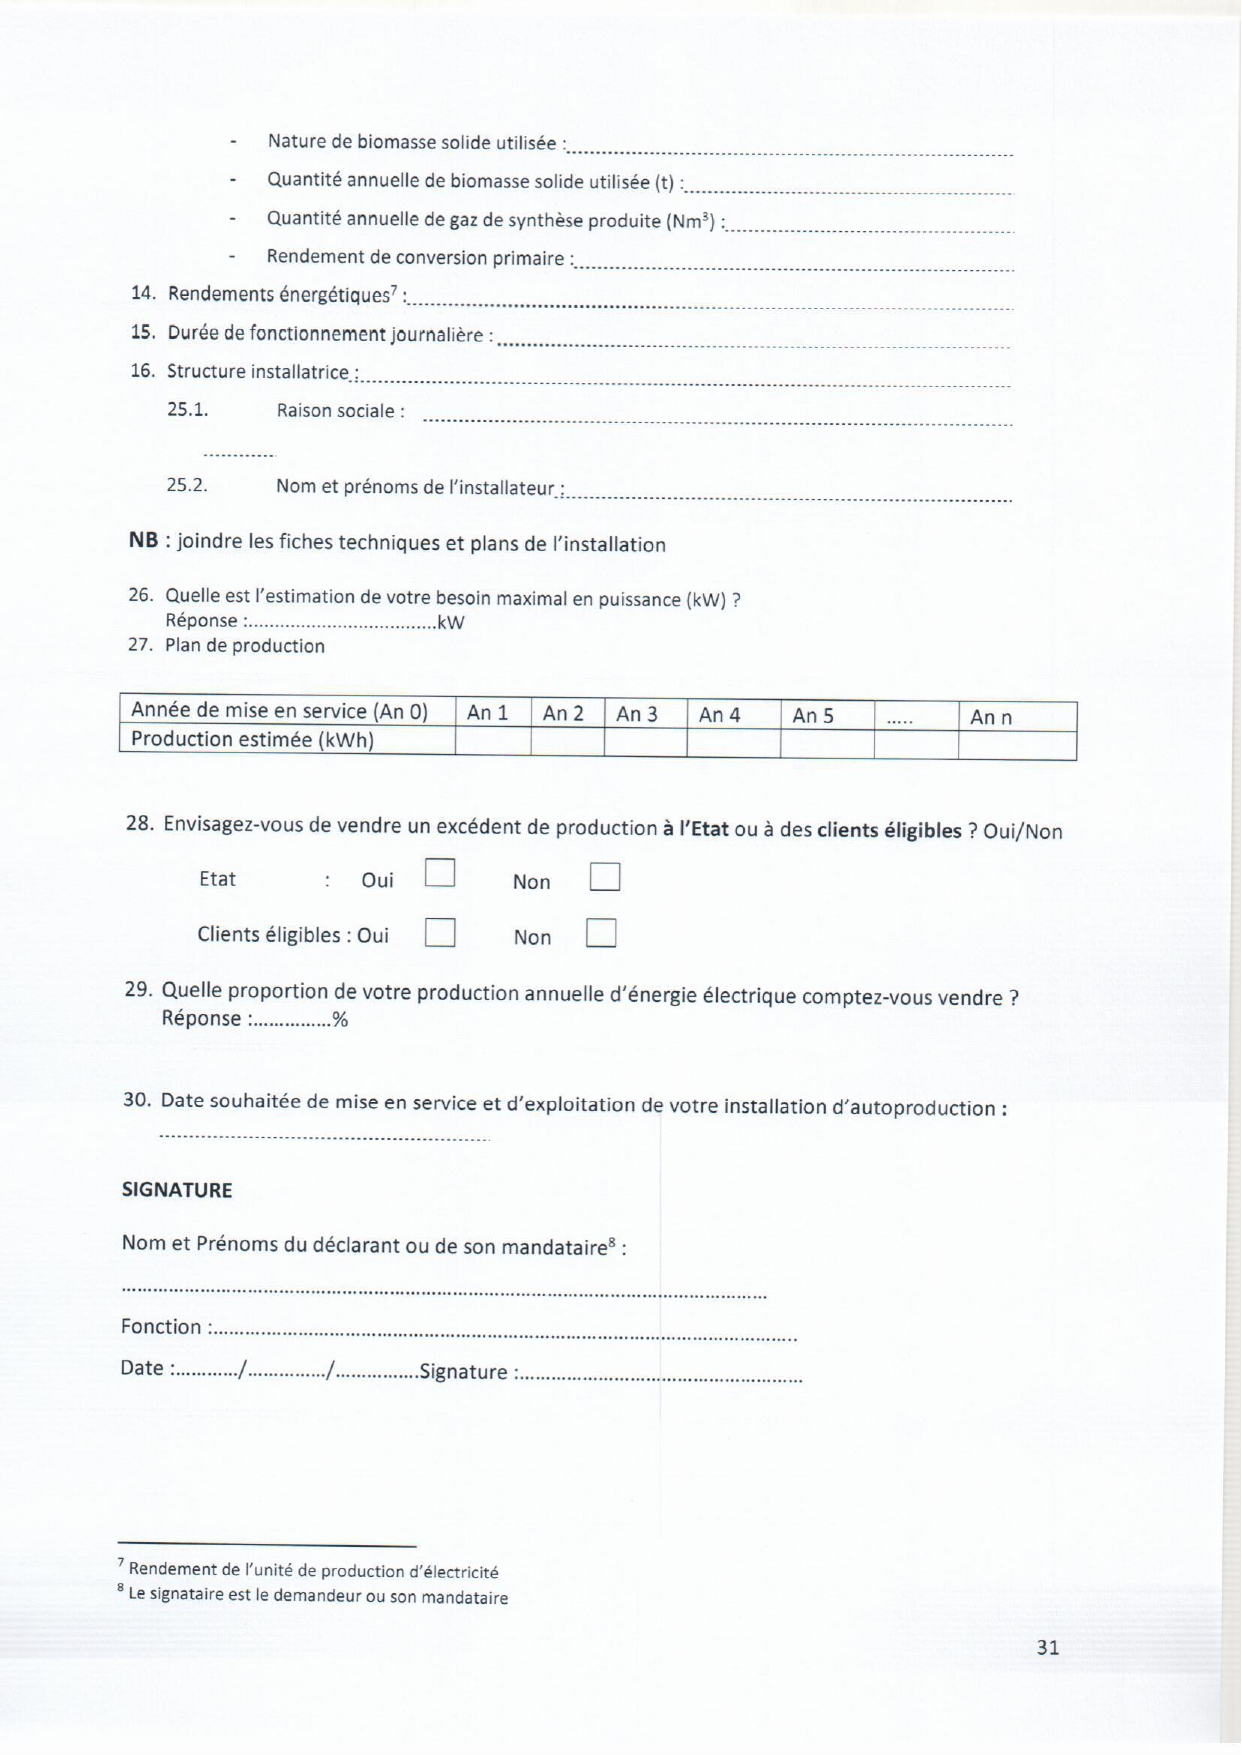 - Nature de biomasse solide utilisée :
- Quantité annuelle de biomasse solide utilisée (t) :
- Quantité annuelle de gaz de synthèse produite (Nm³) :
- Rendement de conversion primaire :
14. Rendements énergétiques⁷ :
15. Durée de fonctionnement journalière :
16. Structure installatrice :
25.1. Raison sociale :
25.2. Nom et prénoms de l'installateur :
NB : joindre les fiches techniques et plans de l'installation
26. Quelle est l'estimation de votre besoin maximal en puissance (kW) ?
Réponse :....................................kW
27. Plan de production
Année de mise en service (An 0) An 1 An 2 An 3 An 4 An 5 ..... An n
Production estimée (kWh)
28. Envisagez-vous de vendre un excédent de production à l'Etat ou à des clients éligibles ? Oui/Non
Etat : Oui Non
Clients éligibles : Oui Non
29. Quelle proportion de votre production annuelle d'énergie électrique comptez-vous vendre ?
Réponse :...............%
30. Date souhaitée de mise en service et d'exploitation de votre installation d'autoproduction :
SIGNATURE
Nom et Prénoms du déclarant ou de son mandataire⁸ :
Fonction :
Date :............/.............../................Signature :
⁷ Rendement de l'unité de production d'électricité
⁸ Le signataire est le demandeur ou son mandataire
31